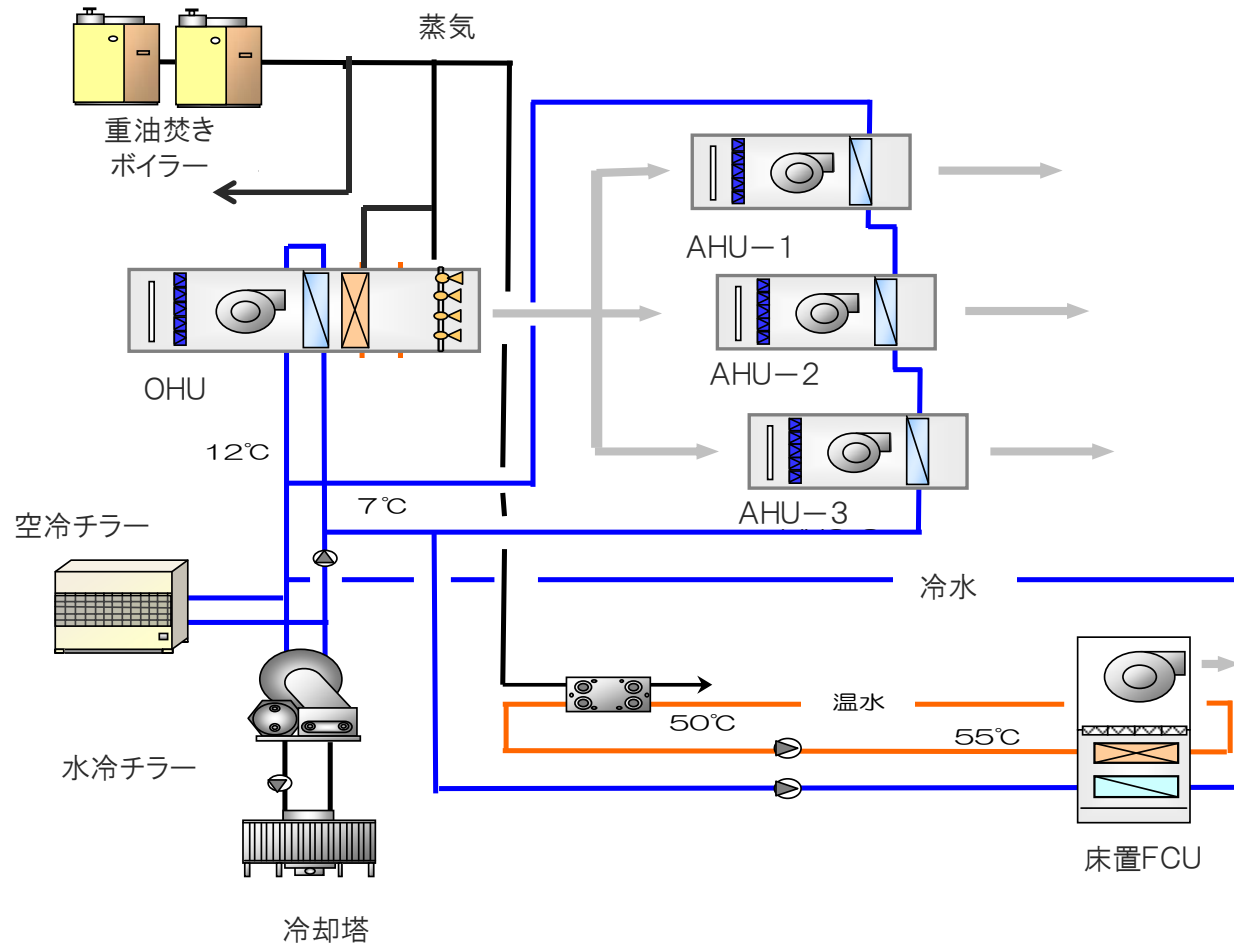 蒸気
重油焚き
ボイラー
AHU－1
OHU
AHU－2
12℃
7℃
AHU－3
空冷チラー
冷水
温水
50℃
55℃
水冷チラー
床置FCU
冷却塔